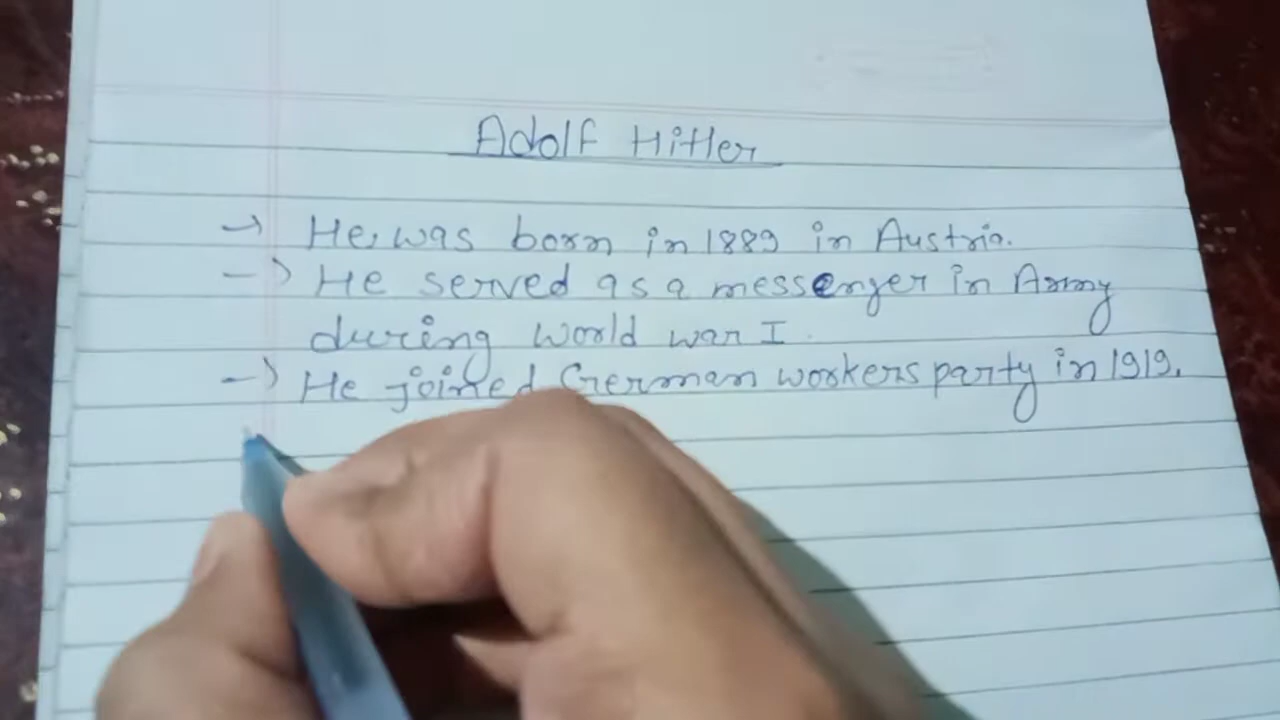 Adolf Hitler
→ He was born in 1889 in Austria.
→ He served as a messenger in Army
during World war I.
→ He joined German workers party in 1919.